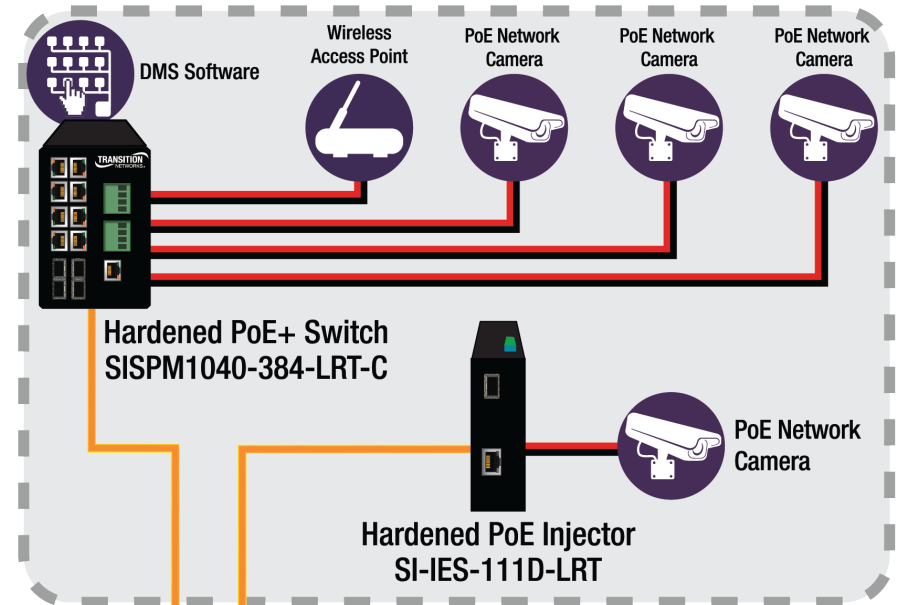 DMS Software
Wireless
Access Point
PoE Network
Camera
PoE Network
Camera
PoE Network
Camera
TRANSITION
NETWORKS
Hardened PoE+ Switch
SISPM1040-384-LRT-C
PoE Network
Camera
Hardened PoE Injector
SI-IES-111D-LRT